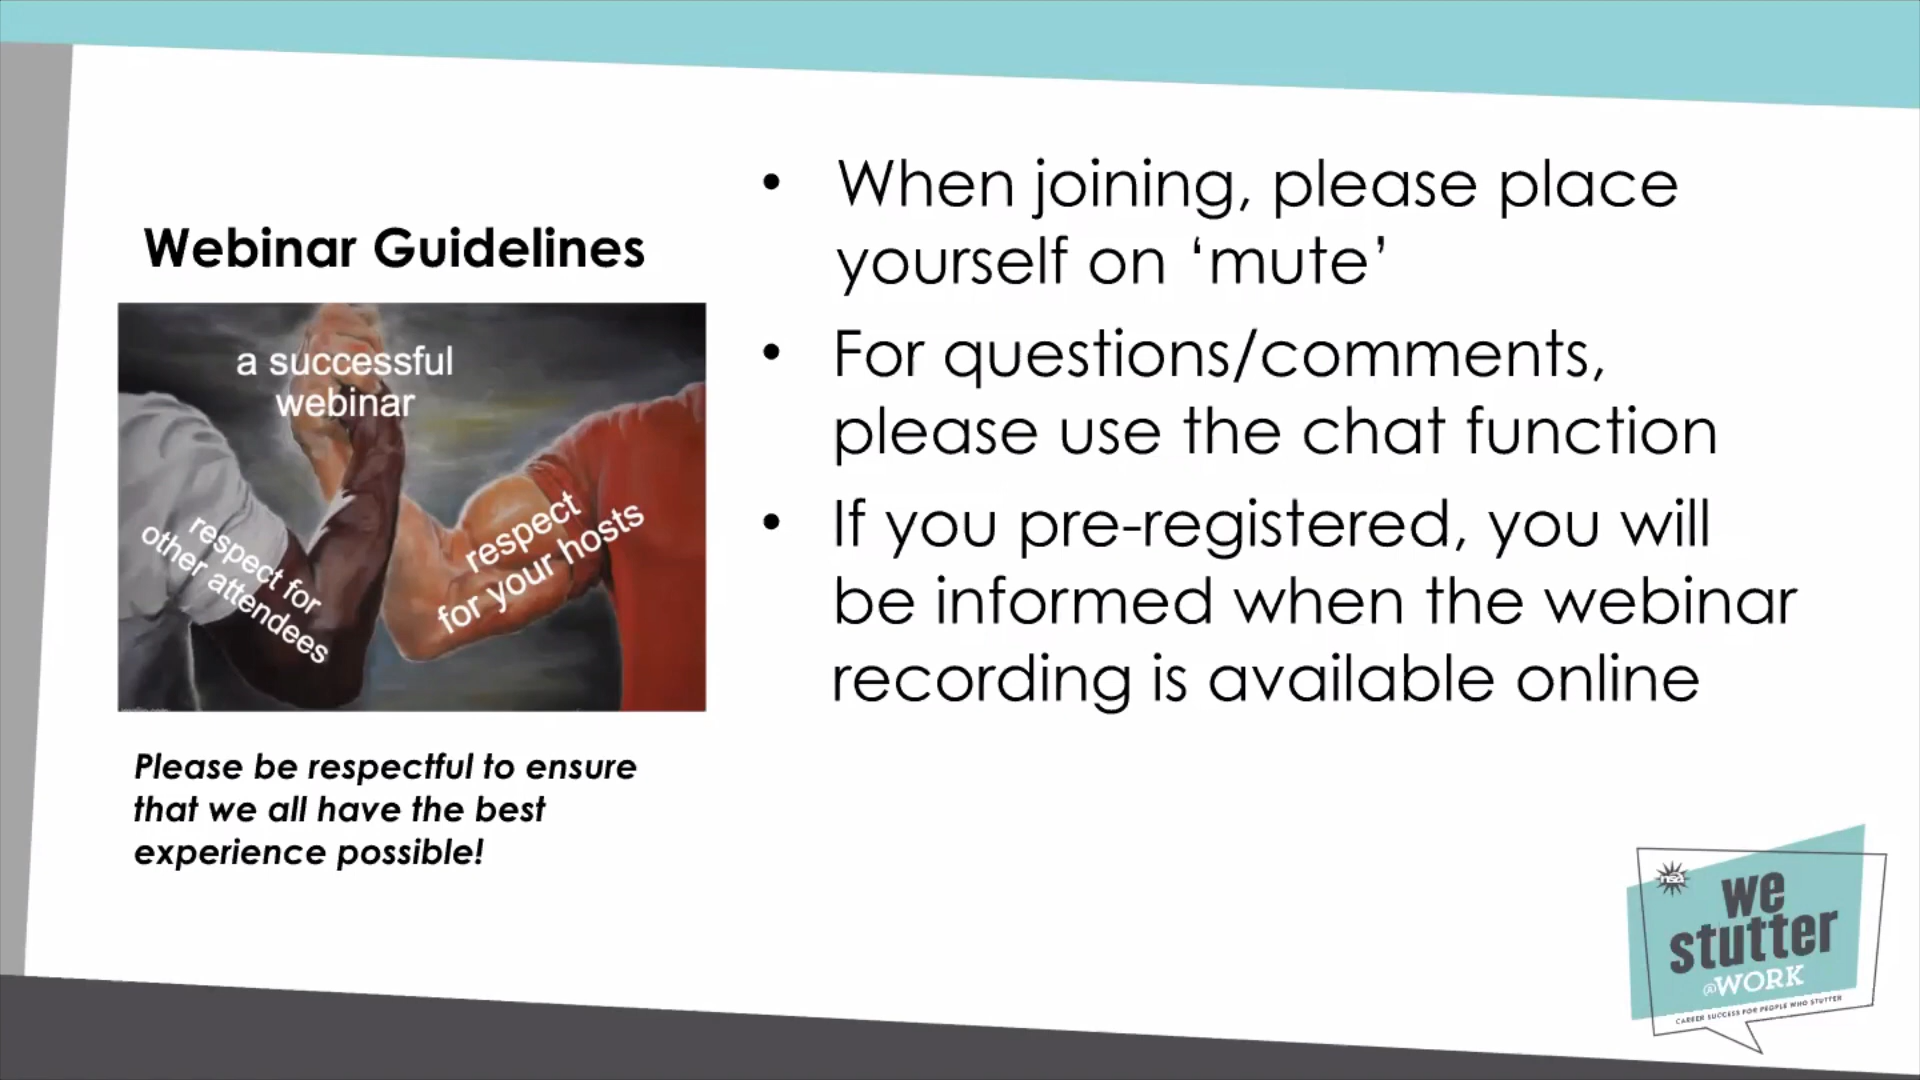 Webinar Guidelines
a successful
webinar
respect for
other attendees
respect
for your hosts
Please be respectful to ensure
that we all have the best
experience possible!
• When joining, please place
yourself on ‘mute’
• For questions/comments,
please use the chat function
• If you pre-registered, you will
be informed when the webinar
recording is available online
nsa
we
stutter
@WORK
CAREER SUCCESS FOR PEOPLE WHO STUTTER